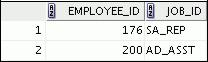 EMPLOYEE_ID JOB_ID
1 176 SA_REP
2 200 AD_ASST